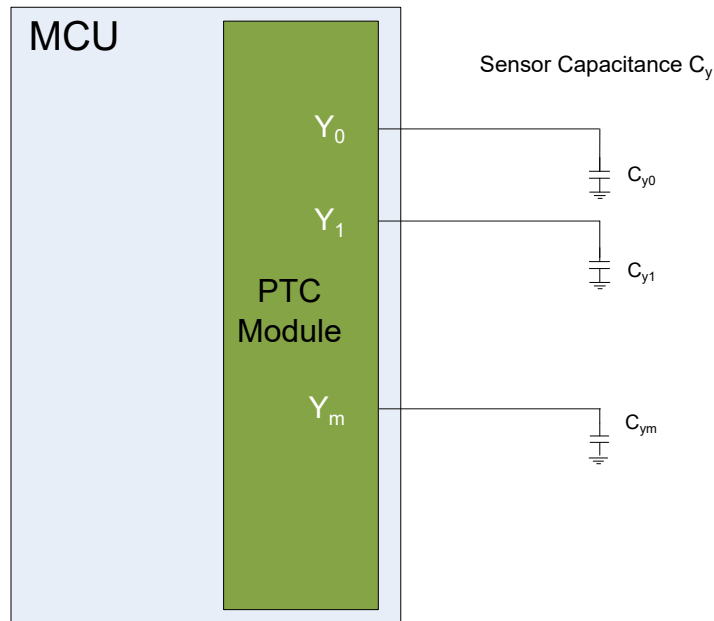 MCU
Sensor Capacitance Cy
Y0
Cy0
Y1
Cy1
PTC
Module
Ym
Cym